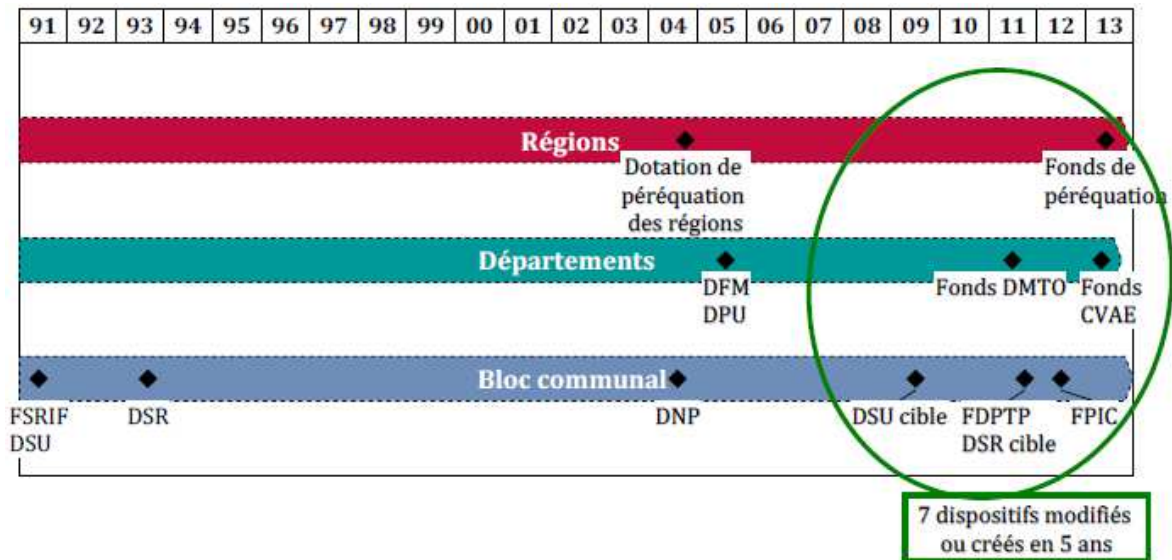 91 92 93 94 95 96 97 98 99 00 01 02 03 04 05 06 07 08 09 10 11 12 13
Régions
Dotation de
péréquation
des régions
Fonds de
péréquation
Départements
DFM
DPU
Fonds DMTO
Fonds
CVAE
Bloc communal
FSRIF
DSU
DSR
DNP
DSU cible
FDPTP
DSR cible
FPIC
7 dispositifs modifiés
ou créés en 5 ans